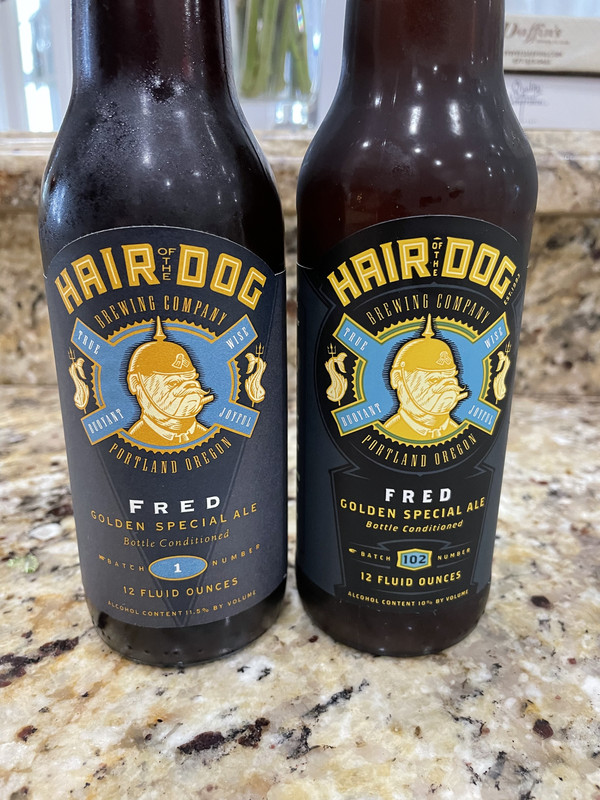 HAIR OF THE DOG
BREWING COMPANY
TRUE
WISE
BUOYANT
JOYFUL
PORTLAND OREGON
FRED
GOLDEN SPECIAL ALE
Bottle Conditioned
BATCH 1 NUMBER
12 FLUID OUNCES
ALCOHOL CONTENT 11.5% BY VOLUME
HAIR OF THE DOG
BREWING COMPANY
TRUE
WISE
BUOYANT
JOYFUL
PORTLAND OREGON
FRED
GOLDEN SPECIAL ALE
Bottle Conditioned
BATCH 102 NUMBER
12 FLUID OUNCES
ALCOHOL CONTENT 10% BY VOLUME